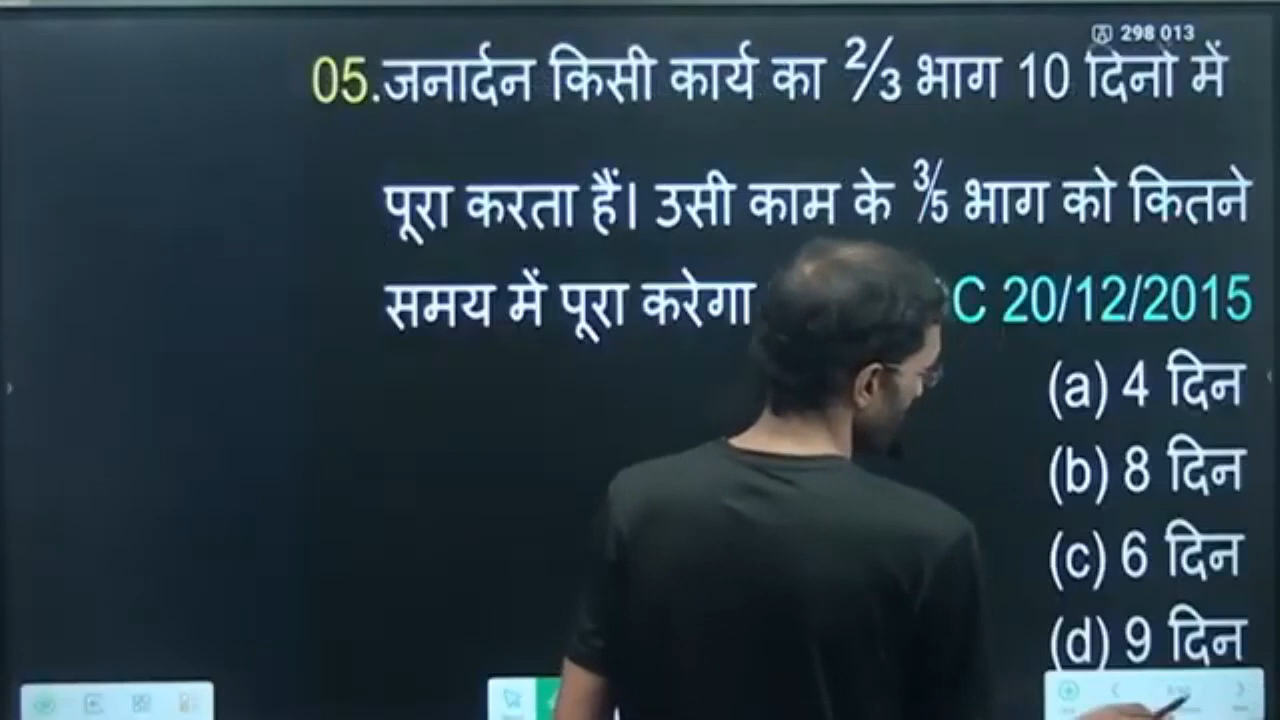 298 013
05.जनार्दन किसी कार्य का ⅔ भाग 10 दिनो में
पूरा करता हैं। उसी काम के ⅗ भाग को कितने
समय में पूरा करेगा C 20/12/2015
(a) 4 दिन
(b) 8 दिन
(c) 6 दिन
(d) 9 दिन